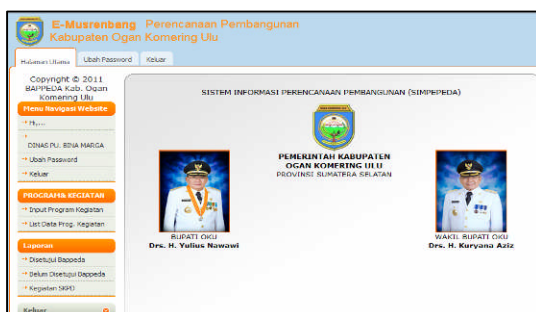 E-Musrenbang Perencanaan Pembangunan
Kabupaten Ogan Komering Ulu
Halaman Utama
Ubah Password
Keluar
Copyright © 2011
BAPPEDA Kab. Ogan
Komering Ulu
Menu Navigasi Website
DINAS PU. BINA MARGA
Ubah Password
Keluar
PROGRAM & KEGIATAN
Input Program Kegiatan
List Data Prog. Kegiatan
Laporan
Disetujui Bappeda
Belum Disetujui Bappeda
Kegiatan SKPD
Keluar
SISTEM INFORMASI PERENCANAAN PEMBANGUNAN (SIMPEPEDA)
PEMERINTAH KABUPATEN
OGAN KOMERING ULU
PROVINSI SUMATERA SELATAN
BUPATI OKU
Drs. H. Yulius Nawawi
WAKIL BUPATI OKU
Drs. H. Kuryana Aziz